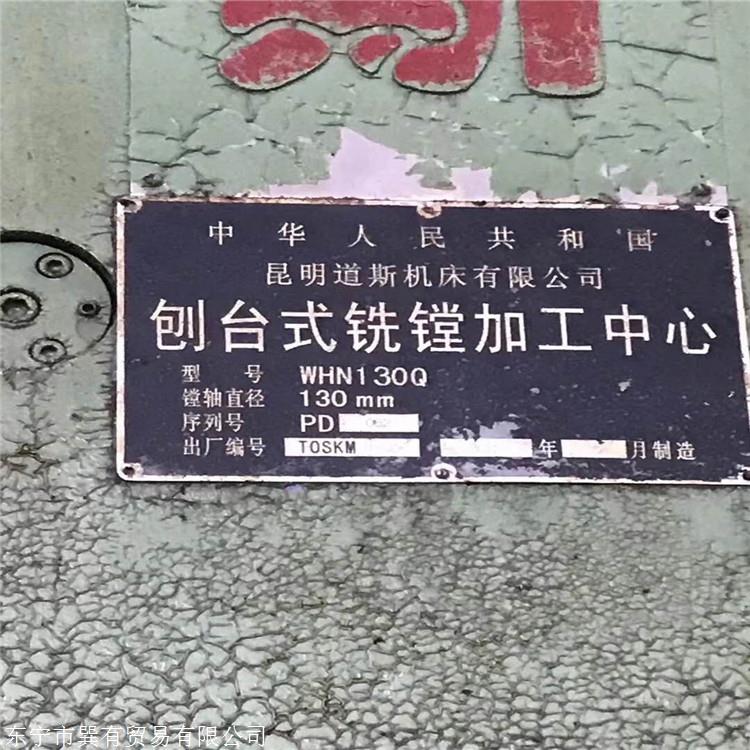 中华人民共和国
昆明道斯机床有限公司
刨台式铣镗加工中心
型号 WHN130Q
镗轴直径 130mm
序列号 PD
出厂编号 TOSKM 年 月制造
东宁市巽有贸易有限公司